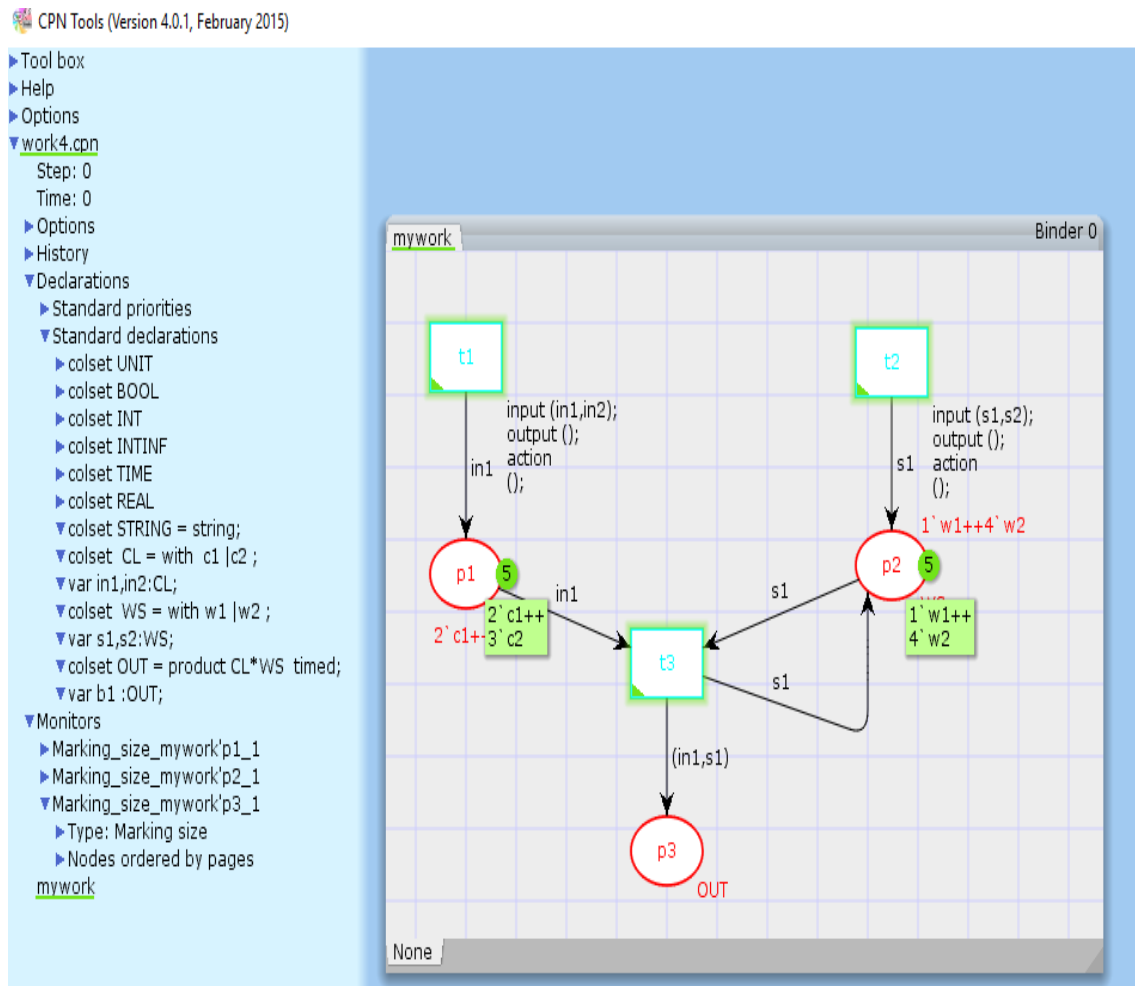 CPN Tools (Version 4.0.1, February 2015)
Tool box
Help
Options
work4.cpn
Step: 0
Time: 0
Options
History
Declarations
Standard priorities
Standard declarations
colset UNIT
colset BOOL
colset INT
colset INTINF
colset TIME
colset REAL
colset STRING = string;
colset CL = with c1 |c2 ;
var in1,in2:CL;
colset WS = with w1 |w2 ;
var s1,s2:WS;
colset OUT = product CL*WS timed;
var b1 :OUT;
Monitors
Marking_size_mywork'p1_1
Marking_size_mywork'p2_1
Marking_size_mywork'p3_1
Type: Marking size
Nodes ordered by pages
mywork
mywork
Binder 0
t1
input (in1,in2);
output ();
action
();
in1
t2
input (s1,s2);
output ();
action
();
s1
1`w1++4`w2
p1
5
in1
2`c1+
2`c1++
3`c2
s1
p2
5
1`w1++
4`w2
t3
s1
(in1,s1)
p3
OUT
None